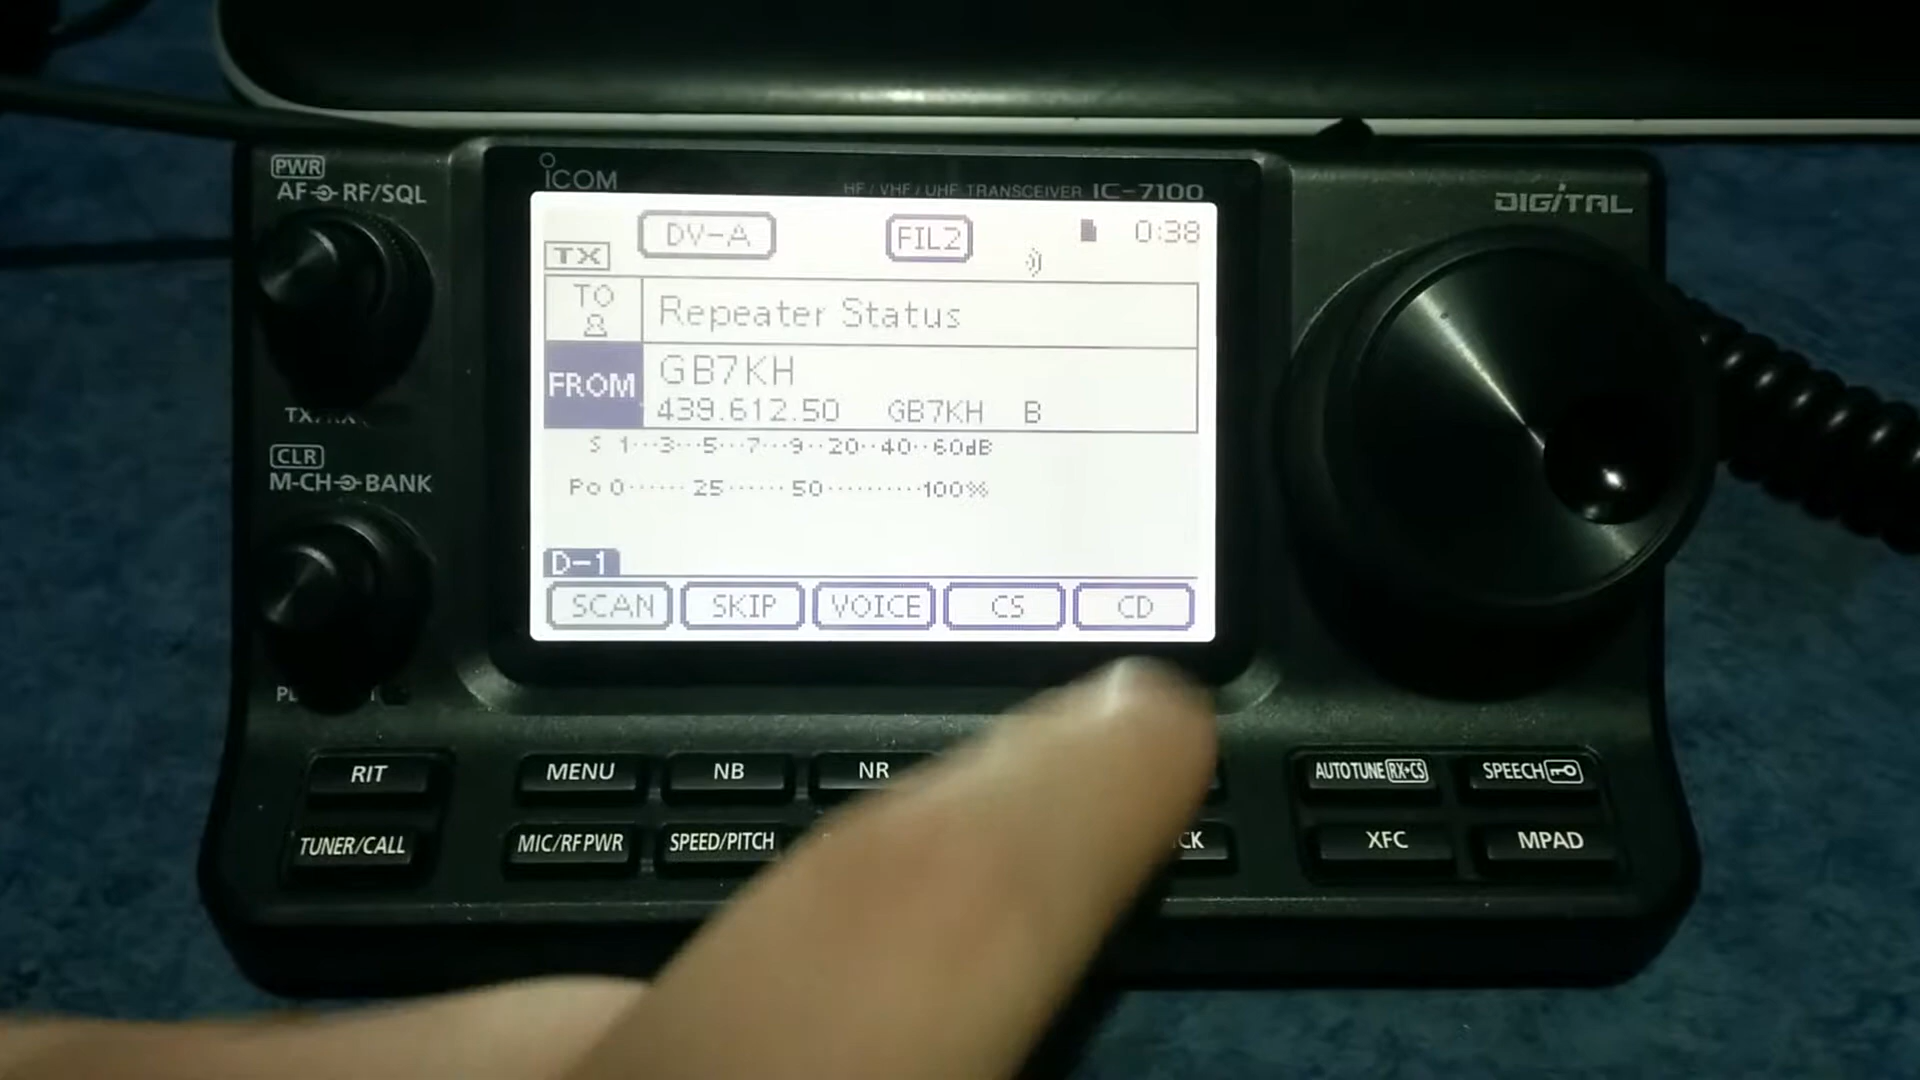 PWR
AF RF/SQL
ICOM
HF/VHF/UHF TRANSCEIVER IC-7100
DIGITAL
DV-A
FIL2
0:38
TX
TO
Repeater Status
FROM
GB7KH
439.612.50 GB7KH B
S 1···3···5···7···9··20··40··60dB
Po 0······25······50··········100%
CLR
M-CH BANK
D-1
SCAN SKIP VOICE CS CD
RIT MENU NB NR AUTOTUNE RX→CS SPEECH
TUNER/CALL MIC/RF PWR SPEED/PITCH CK XFC MPAD